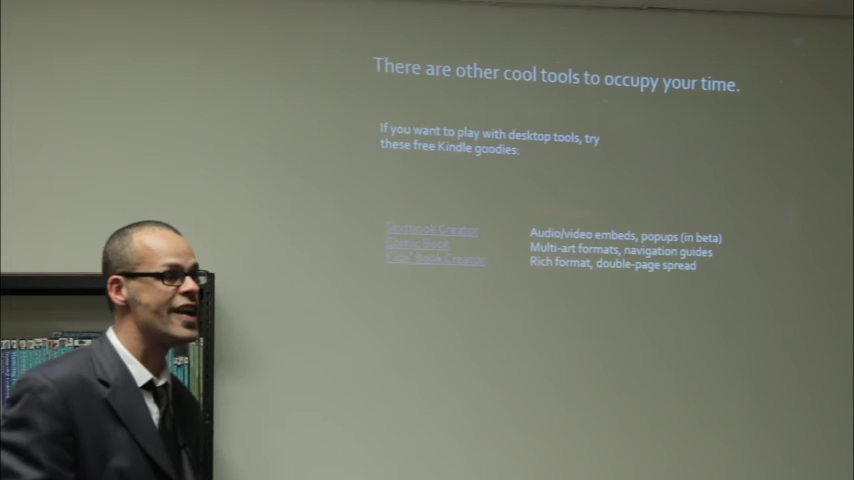 There are other cool tools to occupy your time.
If you want to play with desktop tools, try
these free Kindle goodies:
Textbook Creator Audio/video embeds, popups (in beta)
Comic Book Multi-art formats, navigation guides
Kids' Book Creator Rich format, double-page spread